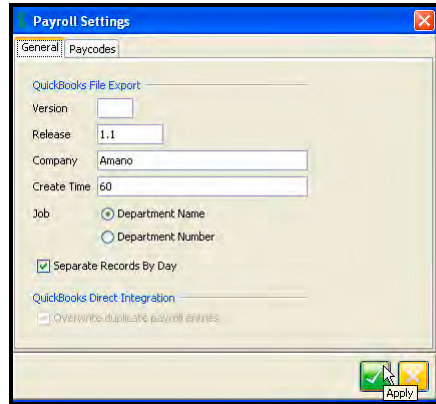 Payroll Settings
General Paycodes
QuickBooks File Export
Version
Release 1.1
Company Amano
Create Time 60
Job Department Name
Department Number
Separate Records By Day
QuickBooks Direct Integration
Overwrite duplicate payroll entries
Apply